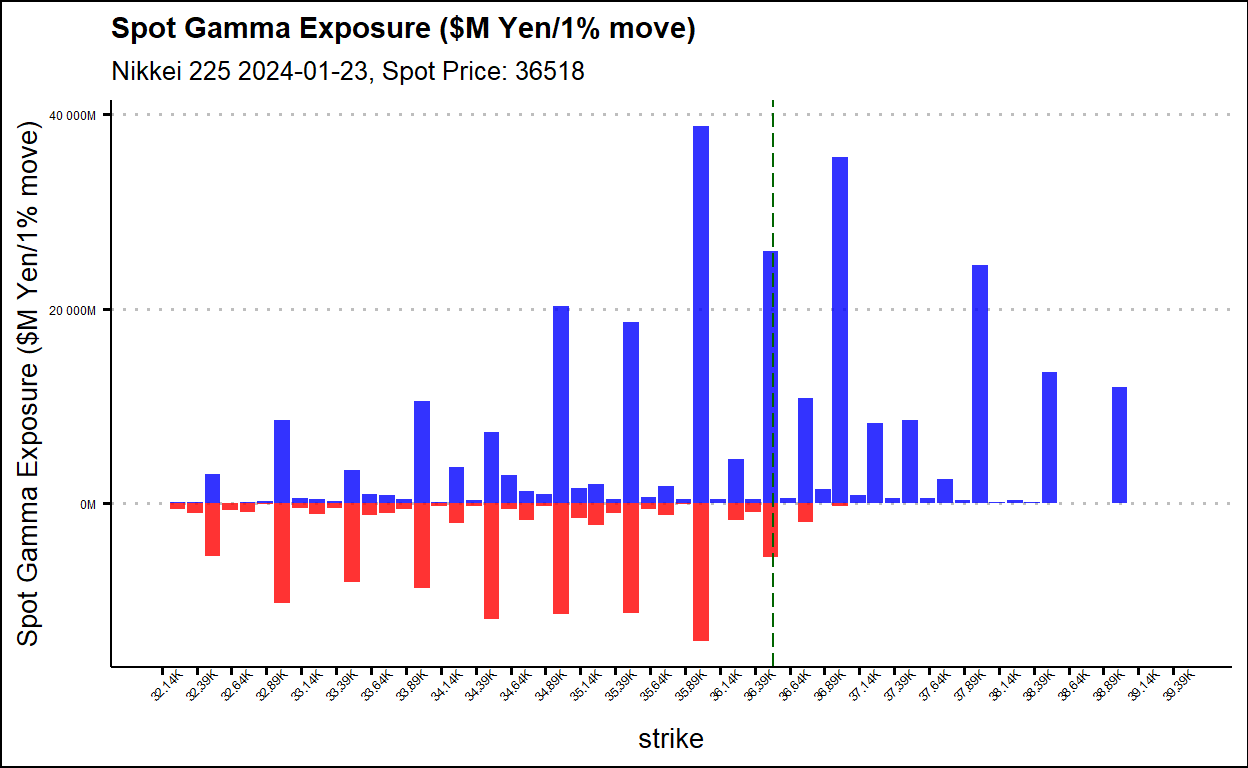 Spot Gamma Exposure ($M Yen/1% move)
Nikkei 225 2024-01-23, Spot Price: 36518
Spot Gamma Exposure ($M Yen/1% move)
40 000M
20 000M
0M
32.14K 32.39K 32.64K 32.89K 33.14K 33.39K 33.64K 33.89K 34.14K 34.39K 34.64K 34.89K 35.14K 35.39K 35.64K 35.89K 36.14K 36.39K 36.64K 36.89K 37.14K 37.39K 37.64K 37.89K 38.14K 38.39K 38.64K 38.89K 39.14K 39.39K
strike